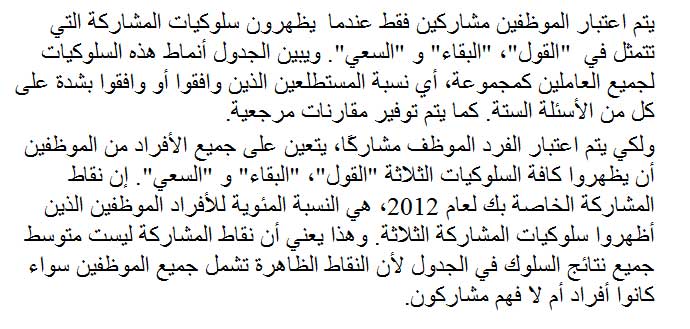 يتم اعتبار الموظفين مشاركين فقط عندما يظهرون سلوكيات المشاركة التي
تتمثل في "القول"، "البقاء" و "السعي". ويبين الجدول أنماط هذه السلوكيات
لجميع العاملين كمجموعة، أي نسبة المستطلعين الذين وافقوا أو وافقوا بشدة على
كل من الأسئلة الستة. كما يتم توفير مقارنات مرجعية.
ولكي يتم اعتبار الفرد الموظف مشاركًا، يتعين على جميع الأفراد من الموظفين
أن يظهروا كافة السلوكيات الثلاثة "القول"، "البقاء" و "السعي". إن نقاط
المشاركة الخاصة بك لعام 2012، هي النسبة المئوية للأفراد الموظفين الذين
أظهروا سلوكيات المشاركة الثلاثة. وهذا يعني أن نقاط المشاركة ليست متوسط
جميع نتائج السلوك في الجدول لأن النقاط الظاهرة تشمل جميع الموظفين سواء
كانوا أفراد أم لا فهم مشاركون.